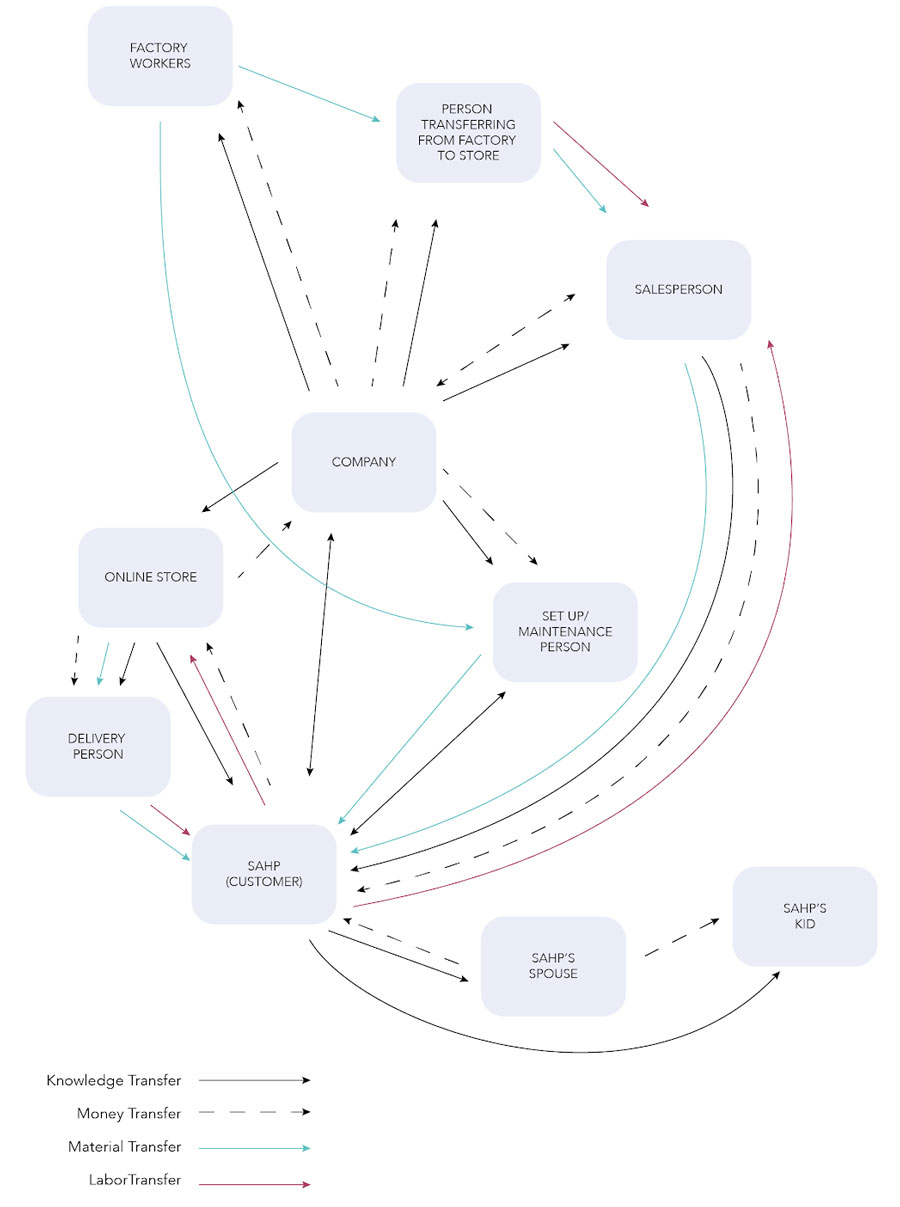 FACTORY
WORKERS
PERSON
TRANSFERRING
FROM FACTORY
TO STORE
SALESPERSON
COMPANY
ONLINE STORE
SET UP/
MAINTENANCE
PERSON
DELIVERY
PERSON
SAHP
(CUSTOMER)
SAHP'S
KID
SAHP'S
SPOUSE
Knowledge Transfer
Money Transfer
Material Transfer
LaborTransfer